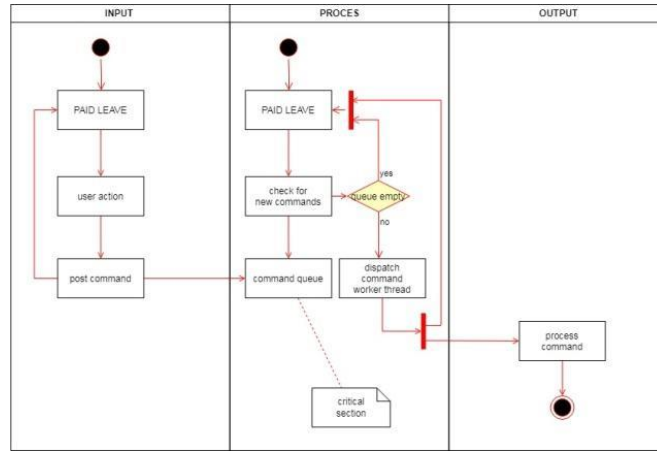 INPUT
PROCES
OUTPUT
PAID LEAVE
PAID LEAVE
yes
user action
check for
new commands
queue empty
no
post command
command queue
dispatch
command
worker thread
process
command
critical
section